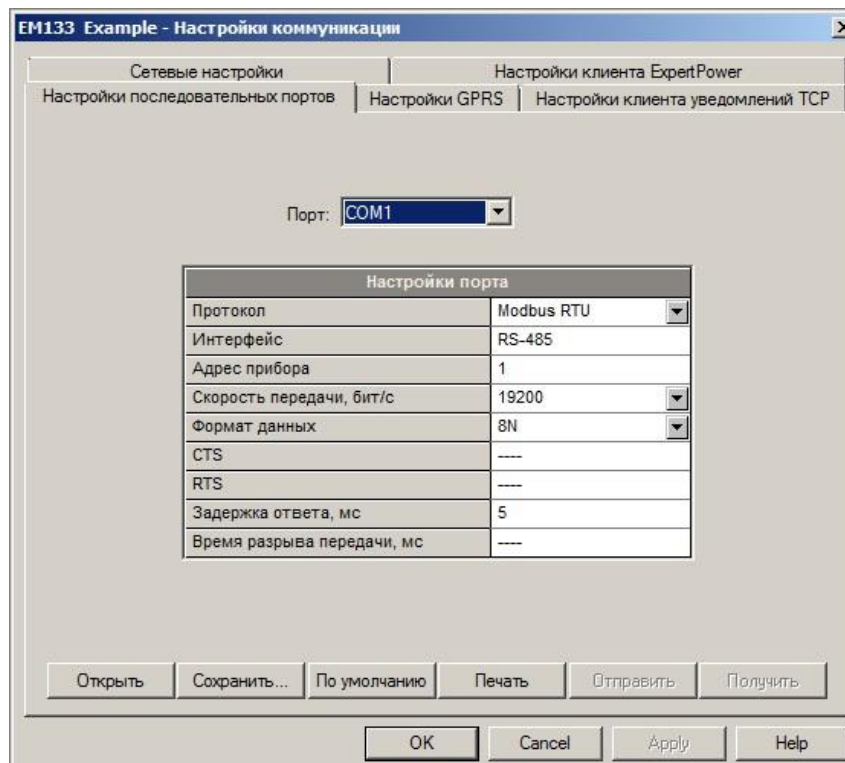 EM133 Example - Настройки коммуникации
Сетевые настройки
Настройки клиента ExpertPower
Настройки последовательных портов
Настройки GPRS
Настройки клиента уведомлений TCP
Порт: COM1
Настройки порта
Протокол Modbus RTU
Интерфейс RS-485
Адрес прибора 1
Скорость передачи, бит/с 19200
Формат данных 8N
CTS ----
RTS ----
Задержка ответа, мс 5
Время разрыва передачи, мс ----
Открыть Сохранить... По умолчанию Печать Отправить Получить
OK Cancel Apply Help